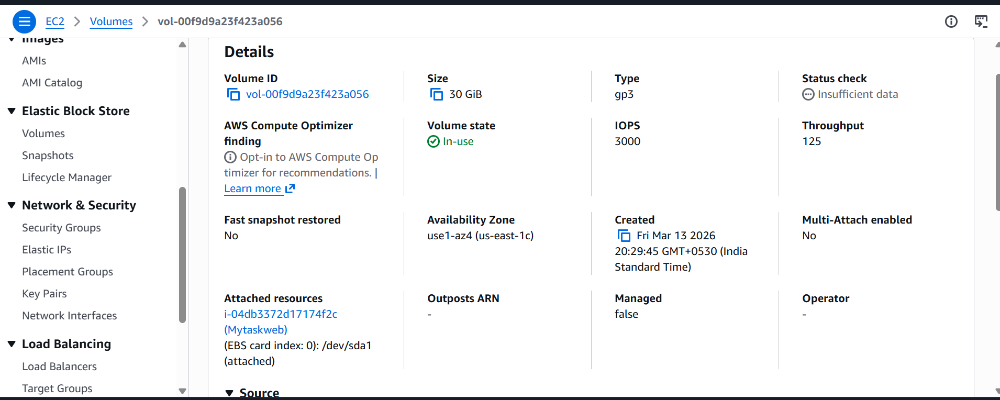 EC2 > Volumes > vol-00f9d9a23f423a056
Images
AMIs
AMI Catalog
Elastic Block Store
Volumes
Snapshots
Lifecycle Manager
Network & Security
Security Groups
Elastic IPs
Placement Groups
Key Pairs
Network Interfaces
Load Balancing
Load Balancers
Target Groups
Details
Volume ID
vol-00f9d9a23f423a056
Size
30 GiB
Type
gp3
Status check
Insufficient data
AWS Compute Optimizer
finding
Opt-in to AWS Compute Op
timizer for recommendations. |
Learn more
Volume state
In-use
IOPS
3000
Throughput
125
Fast snapshot restored
No
Availability Zone
use1-az4 (us-east-1c)
Created
Fri Mar 13 2026
20:29:45 GMT+0530 (India
Standard Time)
Multi-Attach enabled
No
Attached resources
i-04db3372d17174f2c
(Mytaskweb)
(EBS card index: 0): /dev/sda1
(attached)
Outposts ARN
-
Managed
false
Operator
-
Source